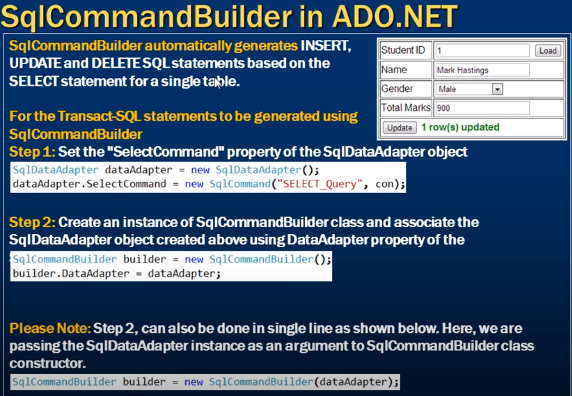 SqlCommandBuilder in ADO.NET
SqlCommandBuilder automatically generates INSERT,
UPDATE and DELETE SQL statements based on the
SELECT statement for a single table.
For the Transact-SQL statements to be generated using
SqlCommandBuilder
Student ID 1 Load
Name Mark Hastings
Gender Male
Total Marks 900
Update 1 row(s) updated
Step 1: Set the "SelectCommand" property of the SqlDataAdapter object
SqlDataAdapter dataAdapter = new SqlDataAdapter();
dataAdapter.SelectCommand = new SqlCommand("SELECT_Query", con);
Step 2: Create an instance of SqlCommandBuilder class and associate the
SqlDataAdapter object created above using DataAdapter property of the
SqlCommandBuilder builder = new SqlCommandBuilder();
builder.DataAdapter = dataAdapter;
Please Note: Step 2, can also be done in single line as shown below. Here, we are
passing the SqlDataAdapter instance as an argument to SqlCommandBuilder class
constructor.
SqlCommandBuilder builder = new SqlCommandBuilder(dataAdapter);